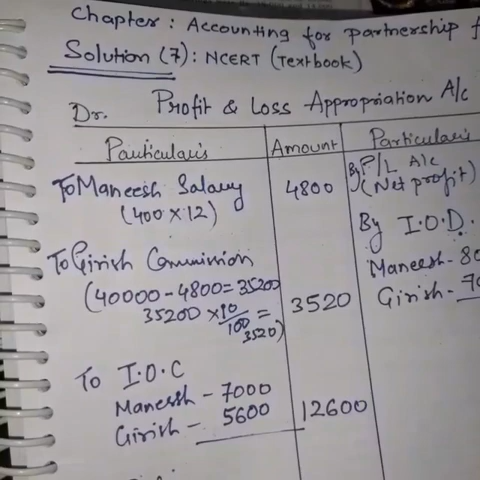 Chapter: Accounting for partnership f
Solution (7): NCERT (Textbook)
Dr. Profit & Loss Appropriation A/c
Particulars Amount Particulars
To Maneesh Salary 4800 By P/L A/c
(400 x 12) (Net profit)
By I.O.D.
To Girish Commission Maneesh - 80
(40000 - 4800 = 35200 Girish - 70
35200 x 10/100 = 3520) 3520
To I.O.C
Maneesh - 7000
Girish - 5600 12600